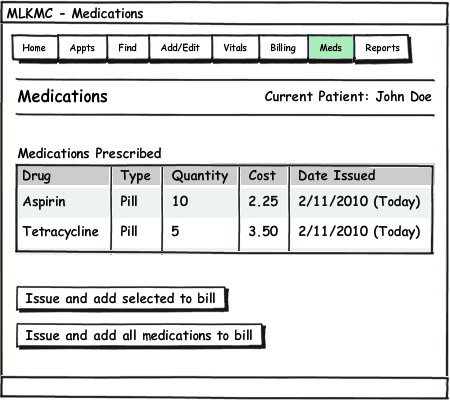 MLKMC - Medications
Home Appts Find Add/Edit Vitals Billing Meds Reports
Medications Current Patient: John Doe
Medications Prescribed
Drug Type Quantity Cost Date Issued
Aspirin Pill 10 2.25 2/11/2010 (Today)
Tetracycline Pill 5 3.50 2/11/2010 (Today)
Issue and add selected to bill
Issue and add all medications to bill